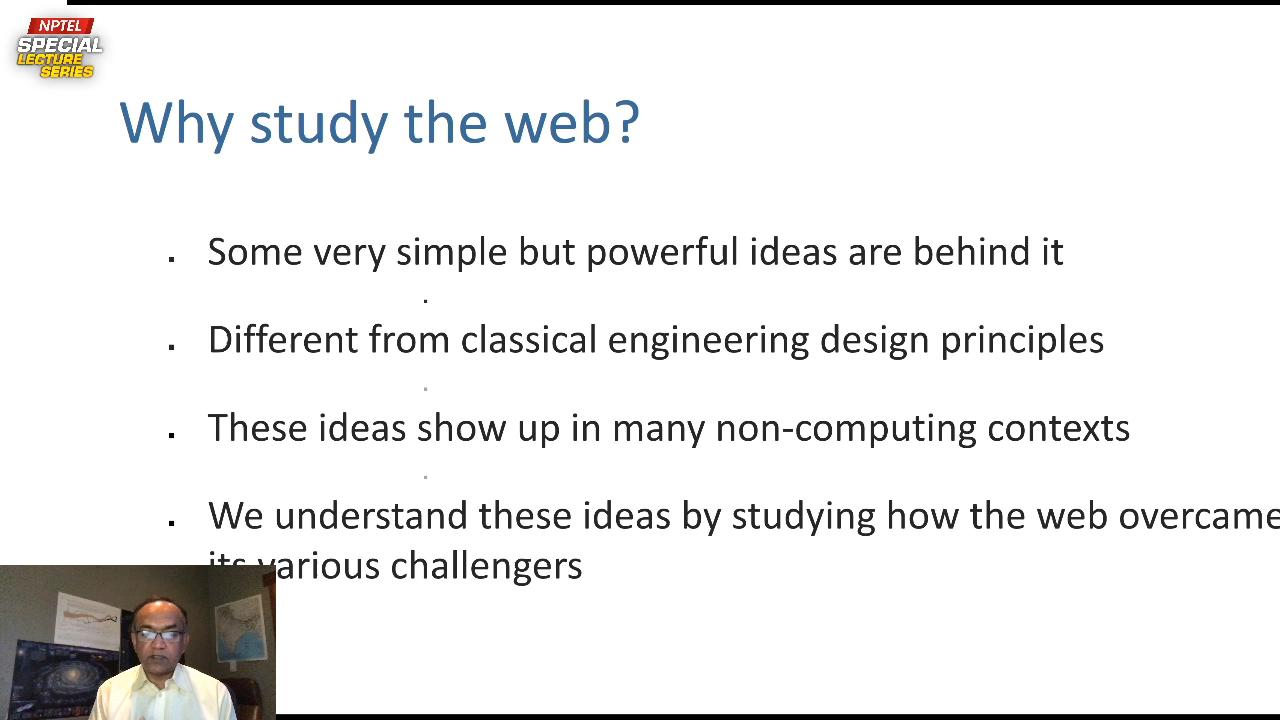 NPTEL
SPECIAL
LECTURE
SERIES
Why study the web?
Some very simple but powerful ideas are behind it
Different from classical engineering design principles
These ideas show up in many non-computing contexts
We understand these ideas by studying how the web overcame
its various challengers